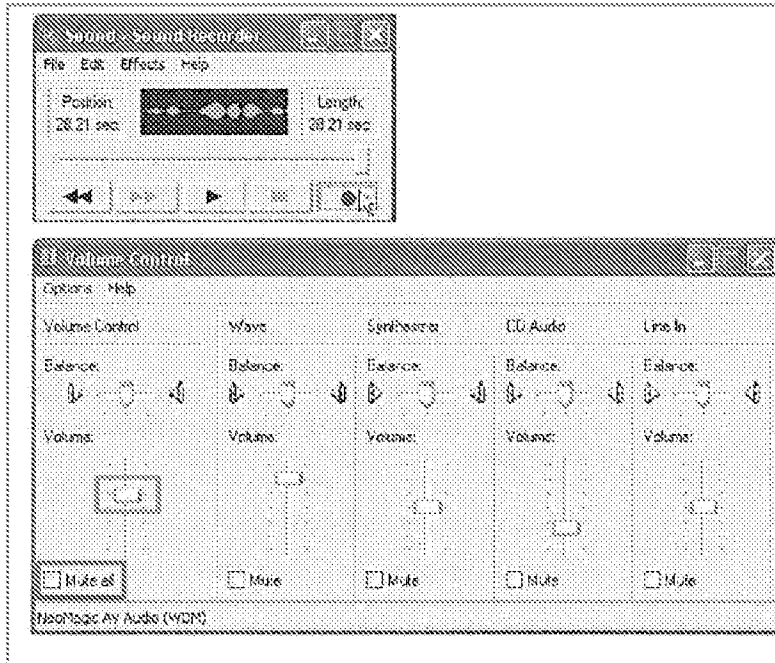 Sound - Sound Recorder
File Edit Effects Help
Position: Length:
28.21 sec. 28.21 sec.
Volume Control
Options Help
Volume Control Wave Synthesizer CD Audio Line In
Balance: Balance: Balance: Balance: Balance:
Volume: Volume: Volume: Volume: Volume:
Mute all Mute Mute Mute Mute
NeoMagic AV Audio (WDM)